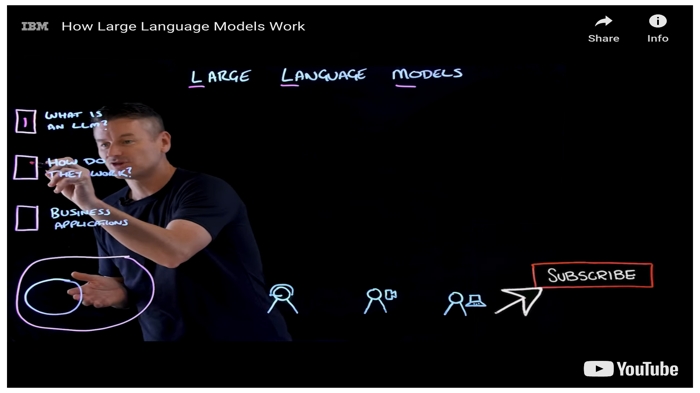 IBM How Large Language Models Work
Share
Info
LARGE LANGUAGE MODELS
1
WHAT IS
AN LLM?
HOW DO
THEY WORK?
BUSINESS
APPLICATIONS
SUBSCRIBE
YouTube